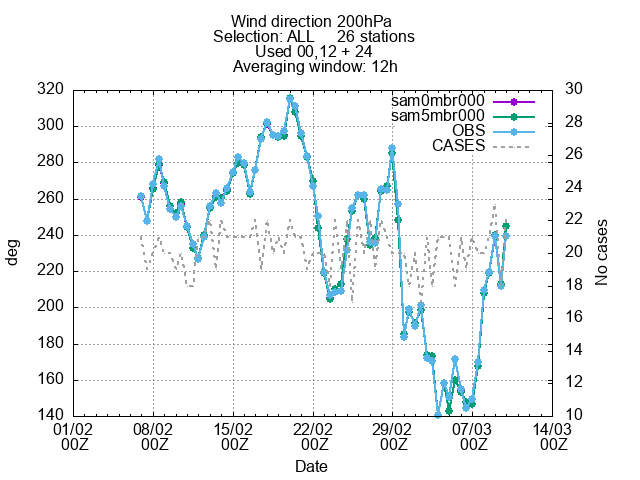 Wind direction 200hPa
Selection: ALL 26 stations
Used 00,12 + 24
Averaging window: 12h
sam0mbr000
sam5mbr000
OBS
CASES
deg
320
300
280
260
240
220
200
180
160
140
30
28
26
24
22
20
18
16
14
12
10
No cases
01/02 08/02 15/02 22/02 29/02 07/03 14/03
00Z 00Z 00Z 00Z 00Z 00Z 00Z
Date